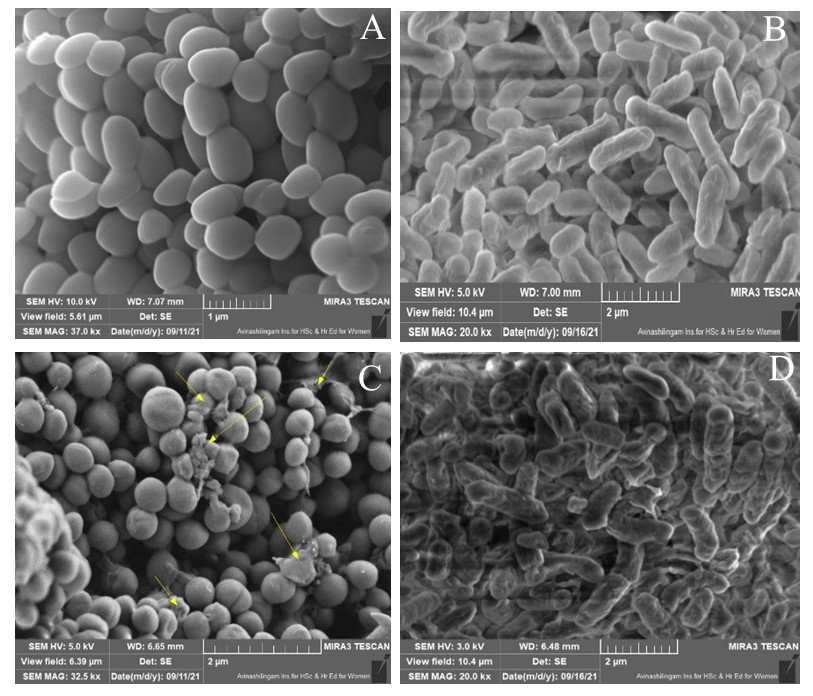 A
SEM HV: 10.0 kV WD: 7.07 mm MIRA3 TESCAN
View field: 5.61 µm Det: SE 1 µm
SEM MAG: 37.0 kx Date(m/d/y): 09/11/21 Avinashilingam Ins.for HSc & Hr Ed for Women
B
SEM HV: 5.0 kV WD: 7.00 mm MIRA3 TESCAN
View field: 10.4 µm Det: SE 2 µm
SEM MAG: 20.0 kx Date(m/d/y): 09/16/21 Avinashilingam Ins.for HSc & Hr Ed for Women
C
SEM HV: 5.0 kV WD: 6.65 mm MIRA3 TESCAN
View field: 6.39 µm Det: SE 2 µm
SEM MAG: 32.5 kx Date(m/d/y): 09/11/21 Avinashilingam Ins.for HSc & Hr Ed for Women
D
SEM HV: 3.0 kV WD: 6.48 mm MIRA3 TESCAN
View field: 10.4 µm Det: SE 2 µm
SEM MAG: 20.0 kx Date(m/d/y): 09/16/21 Avinashilingam Ins.for HSc & Hr Ed for Women